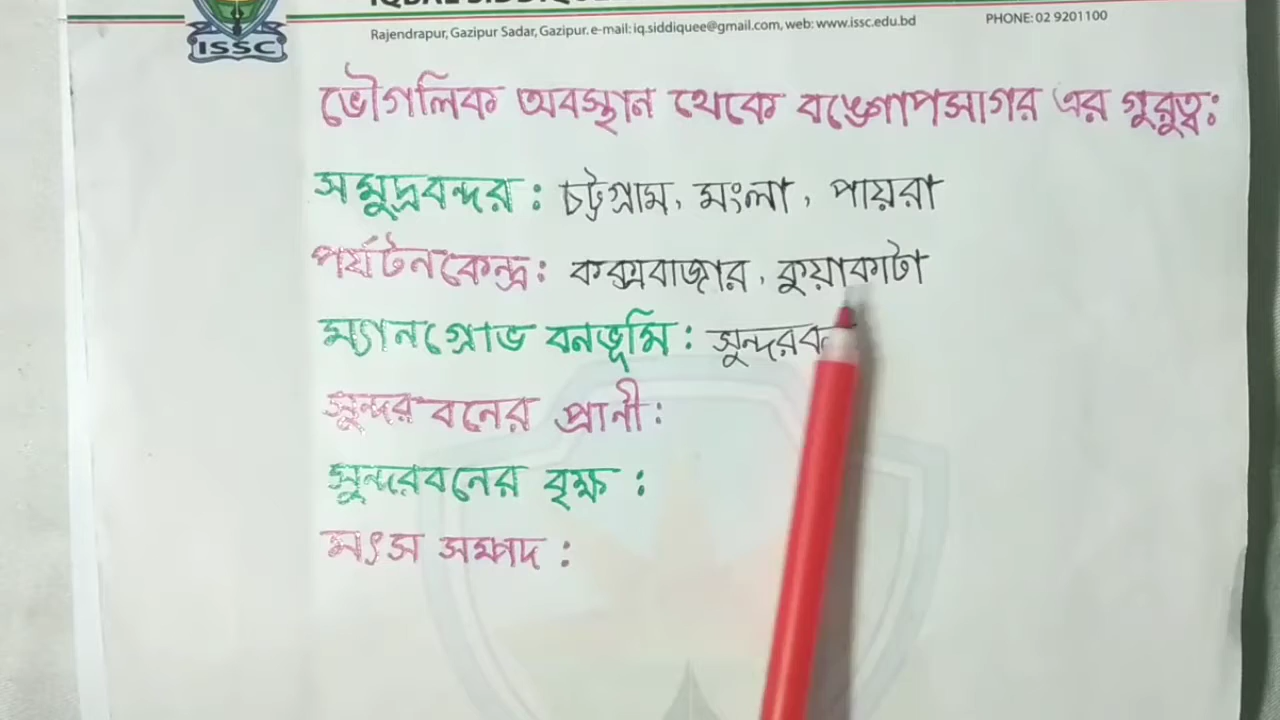 Rajendrapur, Gazipur Sadar, Gazipur. e-mail: iq.siddiquee@gmail.com, web: www.issc.edu.bd
PHONE: 02 9201100
ISSC
ভৌগলিক অবস্থান থেকে বঙ্গোপসাগর এর গুরুত্ব:
সমুদ্রবন্দর : চট্টগ্রাম, মংলা, পায়রা
পর্যটনকেন্দ্র: কক্সবাজার, কুয়াকাটা
ম্যানগ্রোভ বনভূমি :
সুন্দরবনের প্রানী:
সুন্দরবনের বৃক্ষ :
মৎস সম্পদ :